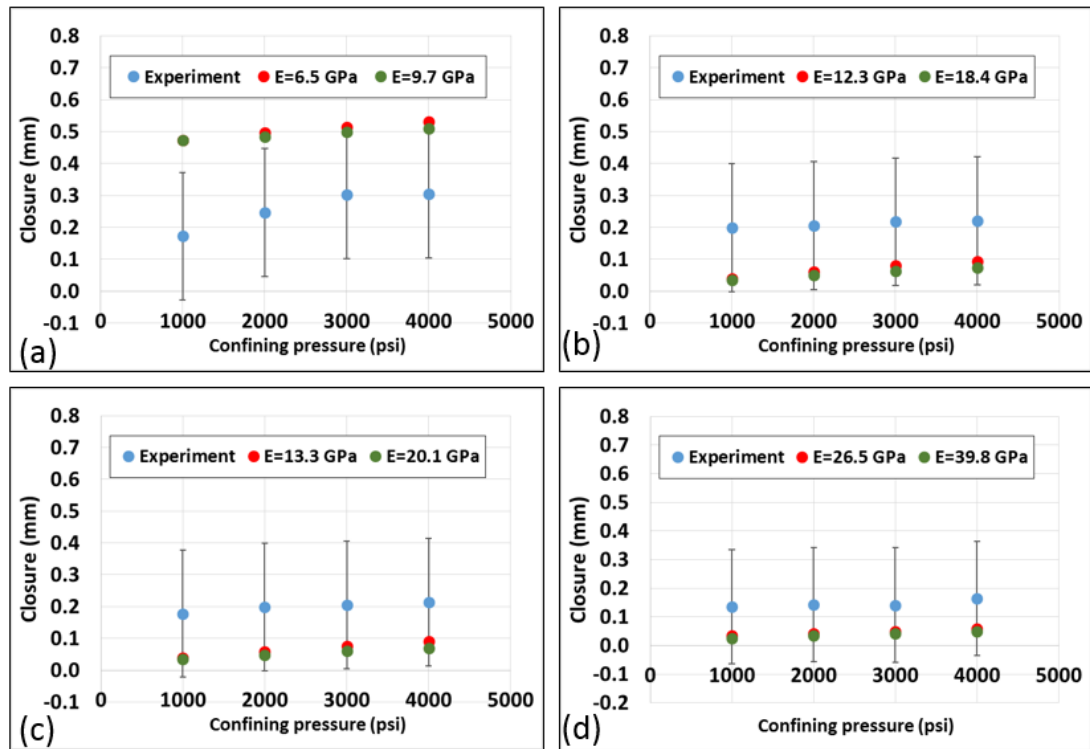 0.8
0.7
0.6
0.5
0.4
0.3
0.2
0.1
0.0
-0.1
Closure (mm)
Experiment E=6.5 GPa E=9.7 GPa
0 1000 2000 3000 4000 5000
Confining pressure (psi)
(a)
0.8
0.7
0.6
0.5
0.4
0.3
0.2
0.1
0.0
-0.1
Closure (mm)
Experiment E=12.3 GPa E=18.4 GPa
0 1000 2000 3000 4000 5000
Confining pressure (psi)
(b)
0.8
0.7
0.6
0.5
0.4
0.3
0.2
0.1
0.0
-0.1
Closure (mm)
Experiment E=13.3 GPa E=20.1 GPa
0 1000 2000 3000 4000 5000
Confining pressure (psi)
(c)
0.8
0.7
0.6
0.5
0.4
0.3
0.2
0.1
0.0
-0.1
-0.2
Closure (mm)
Experiment E=26.5 GPa E=39.8 GPa
0 1000 2000 3000 4000 5000
Confining pressure (psi)
(d)